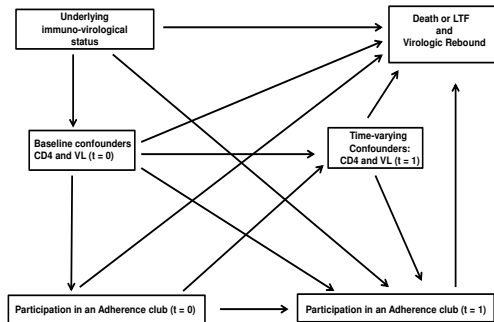 Underlying
immuno-virological
status
Death or LTF
and
Virologic Rebound
Baseline confounders
CD4 and VL (t = 0)
Time-varying
Confounders:
CD4 and VL (t = 1)
Participation in an Adherence club (t = 0)
Participation in an Adherence club (t = 1)